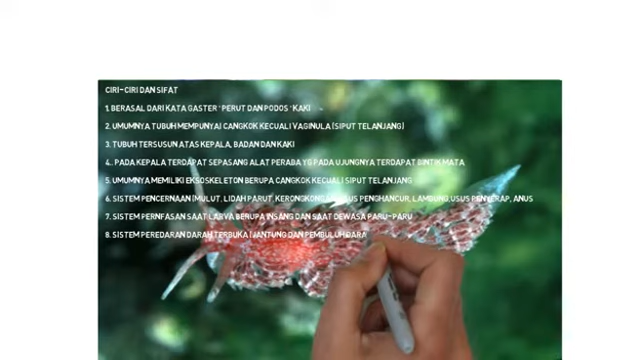 CIRI-CIRI DAN SIFAT
1. BERASAL DARI KATA GASTER "PERUT DAN PODOS "KAKI
2. UMUMNYA TUBUH MEMPUNYAI CANGKOK KECUALI VAGINULA (SIPUT TELANJANG)
3. TUBUH TERSUSUN ATAS KEPALA, BADAN DAN KAKI
4. PADA KEPALA TERDAPAT SEPASANG ALAT PERABA YG PADA UJUNGNYA TERDAPAT BINTIK MATA
5. UMUMNYA MEMILIKI EKSOSKELETON BERUPA CANGKOK KECUALI SIPUT TELANJANG
6. SISTEM PENCERNAAN (MULUT, LIDAH PARUT, PENGHANCUR, LAMBUNG, USUS PENYERAP, ANUS
7. SISTEM PERNFASAN SAAT LARVA BERUPA INSANG DAN SAAT DEWASA PARU-PARU
8. SISTEM PEREDARAN DARAH TERBUKA (JANTUNG DAN PEMBULUH DARA